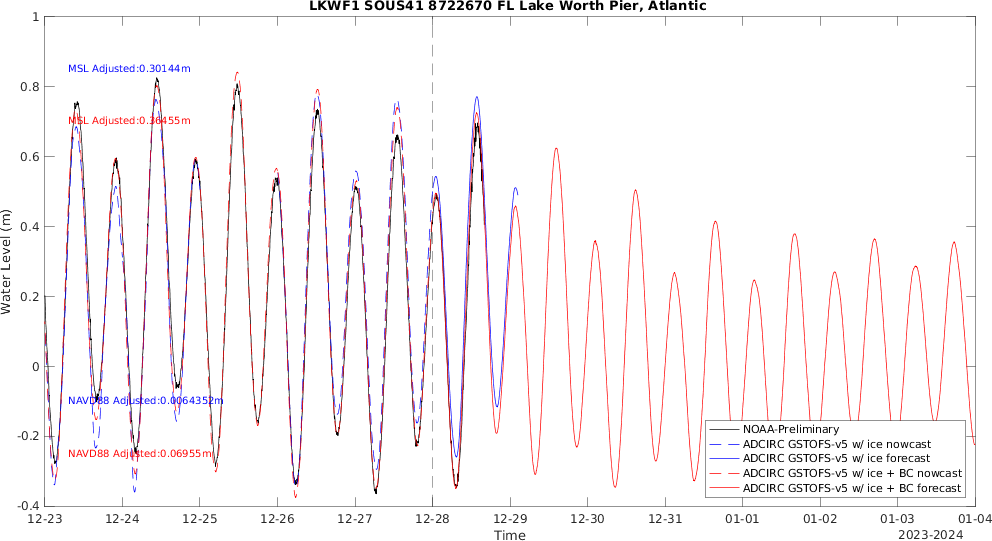 LKWF1 SOUS41 8722670 FL Lake Worth Pier, Atlantic
Water Level (m)
1
0.8
0.6
0.4
0.2
0
-0.2
-0.4
MSL Adjusted:0.30144m
MSL Adjusted:0.36455m
NAVD88 Adjusted:0.0064352m
NAVD88 Adjusted:0.06955m
NOAA-Preliminary
ADCIRC GSTOFS-v5 w/ ice nowcast
ADCIRC GSTOFS-v5 w/ ice forecast
ADCIRC GSTOFS-v5 w/ ice + BC nowcast
ADCIRC GSTOFS-v5 w/ ice + BC forecast
12-23 12-24 12-25 12-26 12-27 12-28 12-29 12-30 12-31 01-01 01-02 01-03 01-04
Time
2023-2024